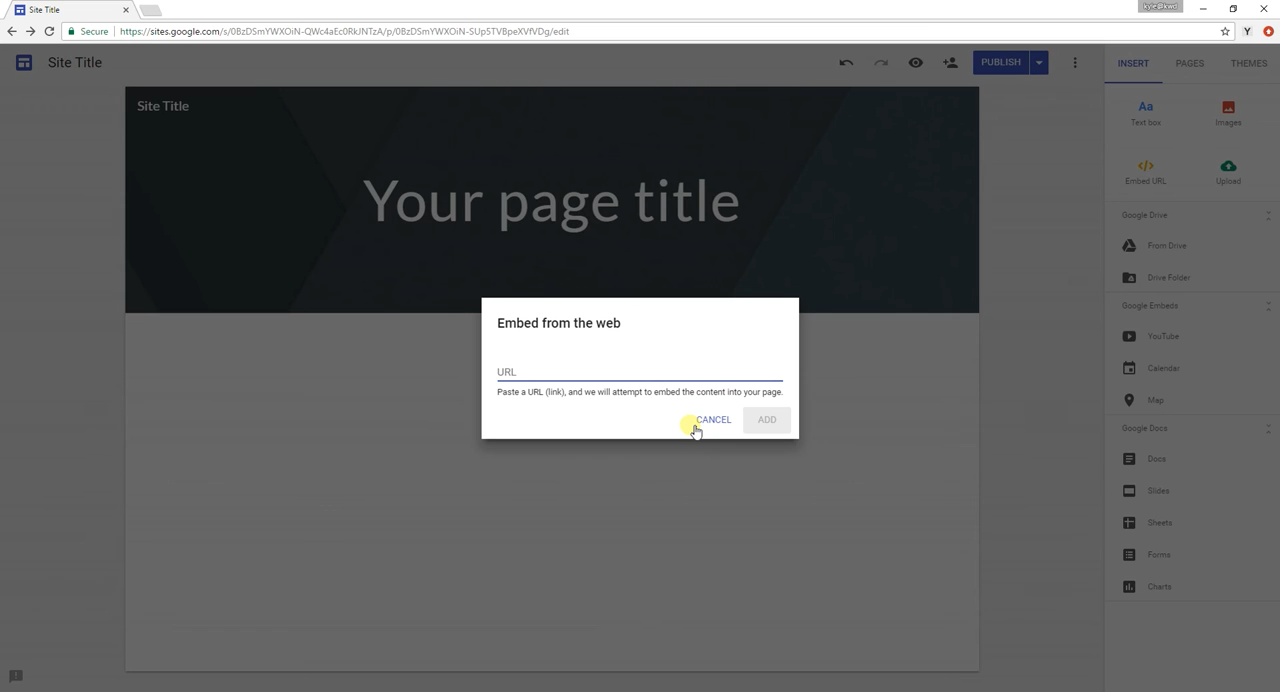 Site Title
kyle@kwd
Secure https://sites.google.com/s/0BzDSmYWXOiN-QWc4aEc0RkJNTzA/p/0BzDSmYWXOiN-SUp5TVBpeXVfVDg/edit
Y
Site Title
PUBLISH
INSERT PAGES THEMES
Site Title
Your page title
Aa
Text box Images
Embed URL Upload
Google Drive
From Drive
Drive Folder
Google Embeds
YouTube
Calendar
Map
Google Docs
Docs
Slides
Sheets
Forms
Charts
Embed from the web
URL
Paste a URL (link), and we will attempt to embed the content into your page.
CANCEL ADD